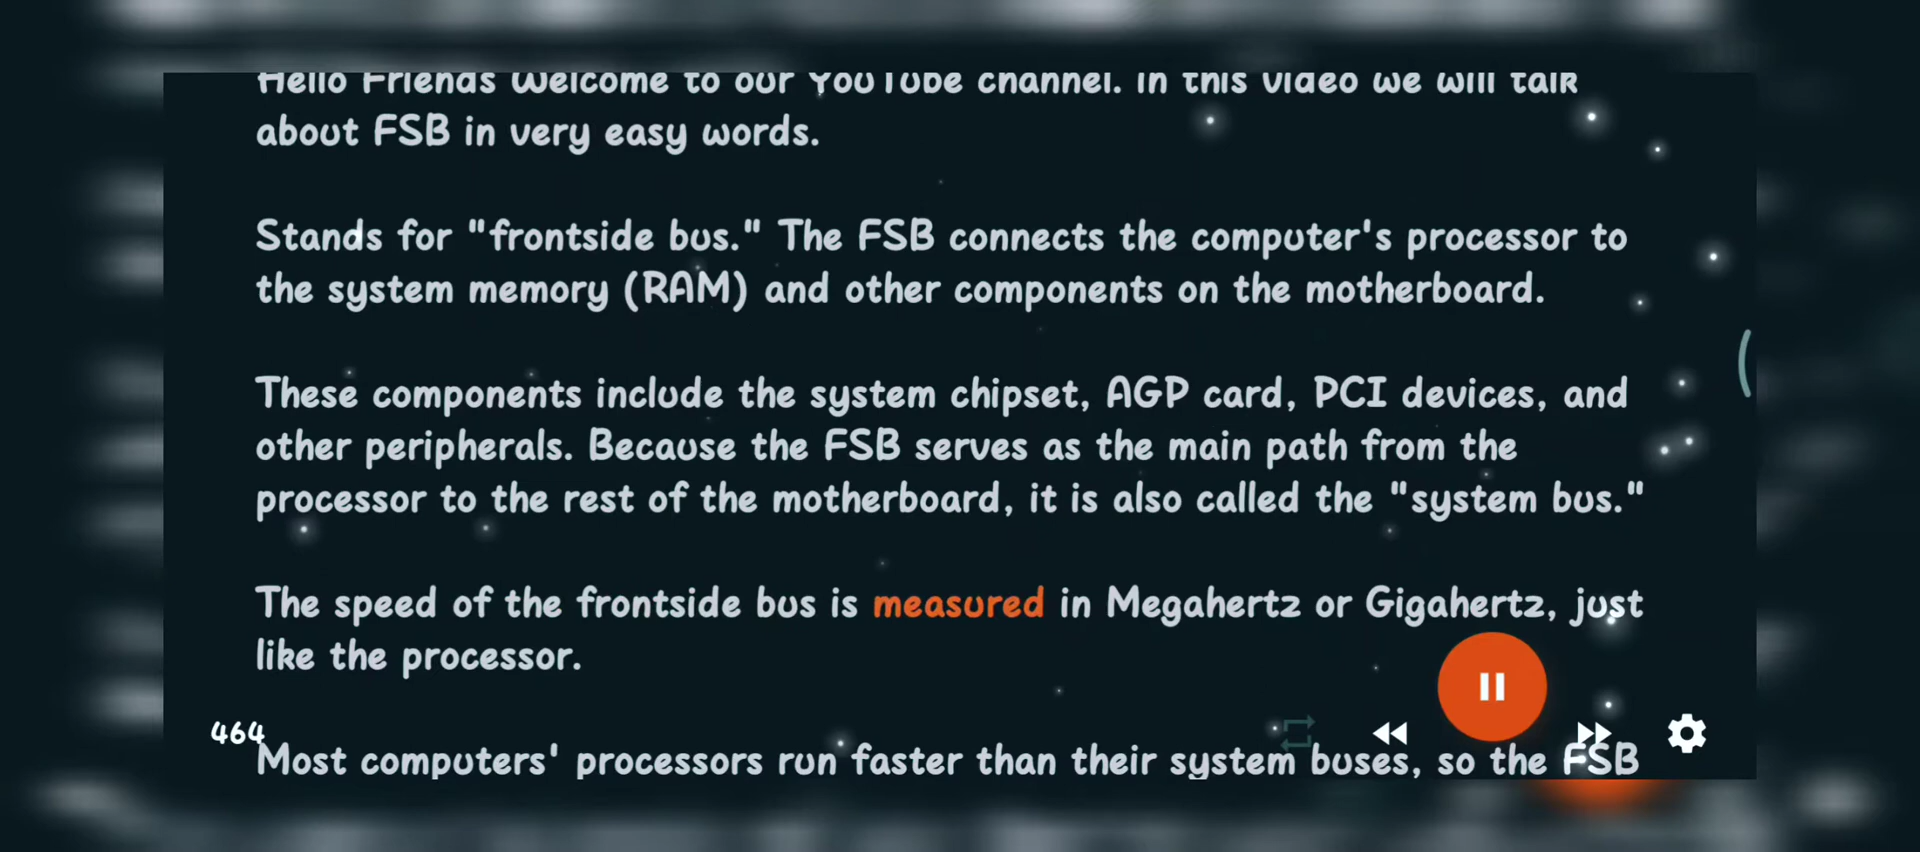 Hello Friends Welcome to our YouTube channel. In this video we will talk
about FSB in very easy words.
Stands for "frontside bus." The FSB connects the computer's processor to
the system memory (RAM) and other components on the motherboard.
These components include the system chipset, AGP card, PCI devices, and
other peripherals. Because the FSB serves as the main path from the
processor to the rest of the motherboard, it is also called the "system bus."
The speed of the frontside bus is measured in Megahertz or Gigahertz, just
like the processor.
464
Most computers' processors run faster than their system buses, so the FSB